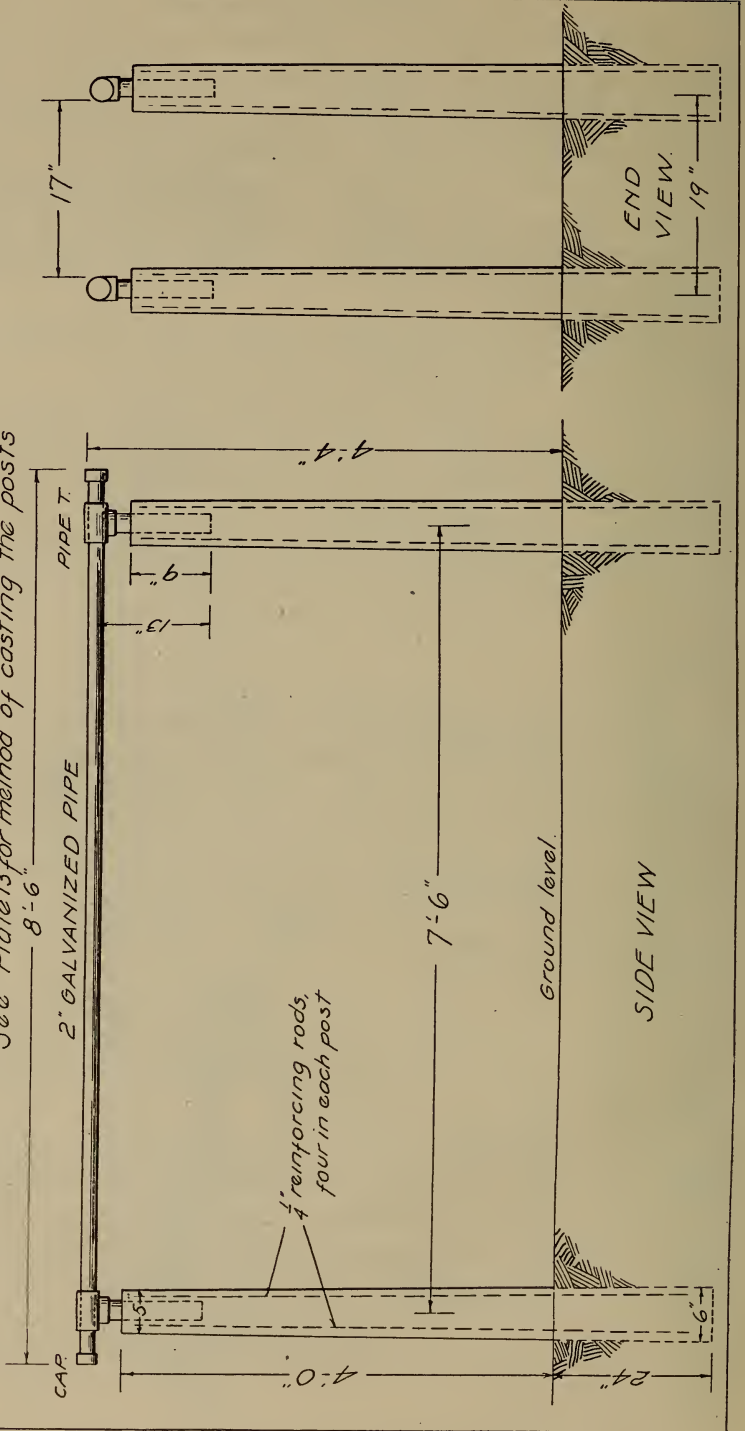 See Plate 13 for method of casting the posts
8'-6"
2" GALVANIZED PIPE
CAP.
PIPE T.
5"
1/4" reinforcing rods,
four in each post
4'-0"
7'-6"
9"
13"
4'-4"
Ground level.
24"
6"
SIDE VIEW
17"
END
VIEW.
19"